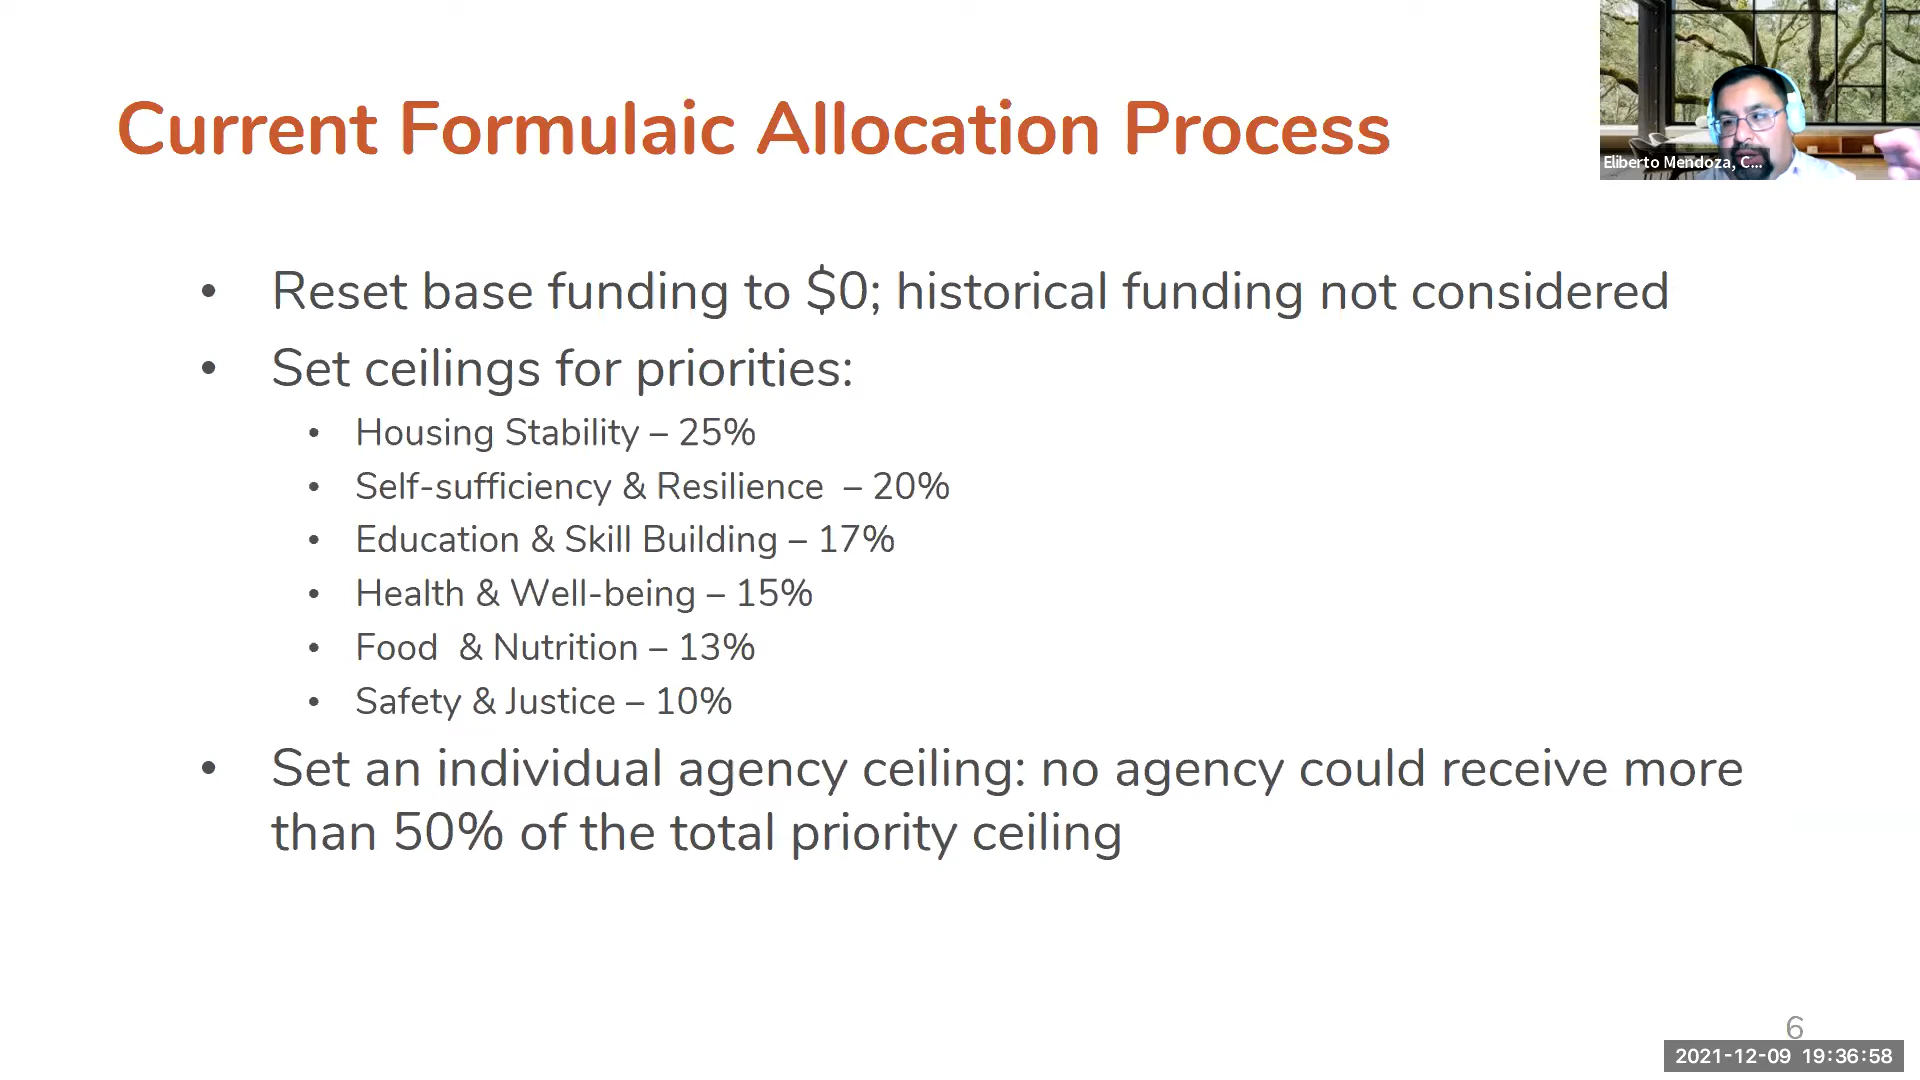 Current Formulaic Allocation Process
Eliberto Mendoza, C...
• Reset base funding to $0; historical funding not considered
• Set ceilings for priorities:
• Housing Stability – 25%
• Self-sufficiency & Resilience – 20%
• Education & Skill Building – 17%
• Health & Well-being – 15%
• Food & Nutrition – 13%
• Safety & Justice – 10%
• Set an individual agency ceiling: no agency could receive more
than 50% of the total priority ceiling
6
2021-12-09 19:36:58